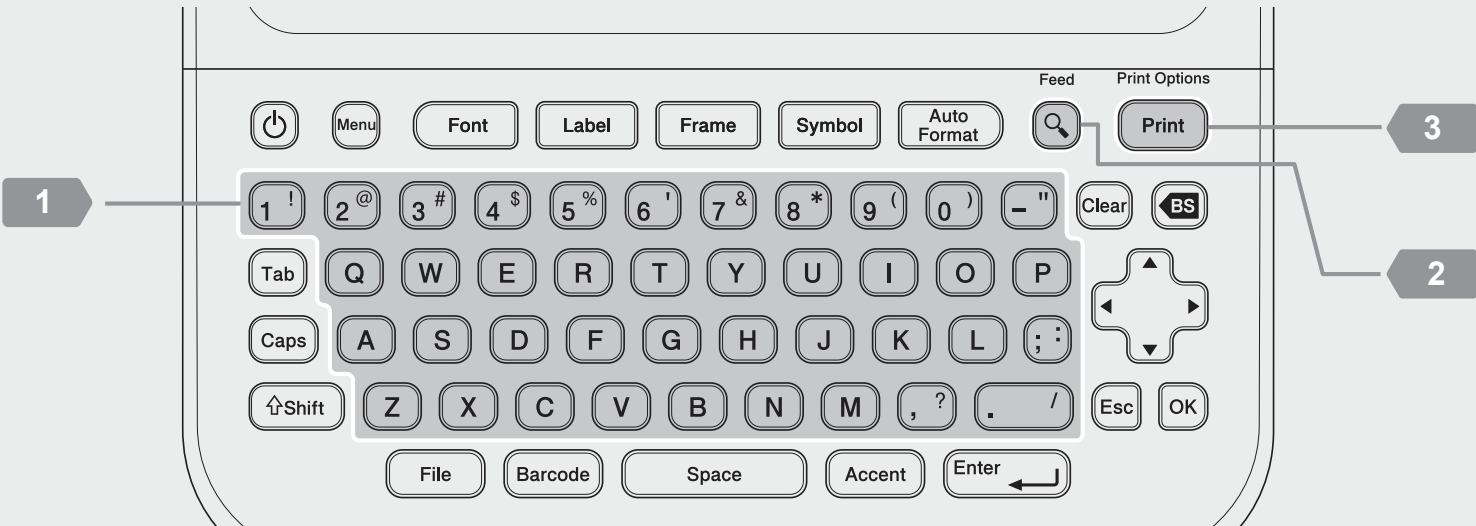 Feed Print Options
Menu Font Label Frame Symbol Auto Format Print 3
1 1 ! 2 @ 3 # 4 $ 5 % 6 ' 7 & 8 * 9 ( 0 ) – " Clear BS
Tab Q W E R T Y U I O P 2
Caps A S D F G H J K L ; :
Shift Z X C V B N M , ? . / Esc OK
File Barcode Space Accent Enter